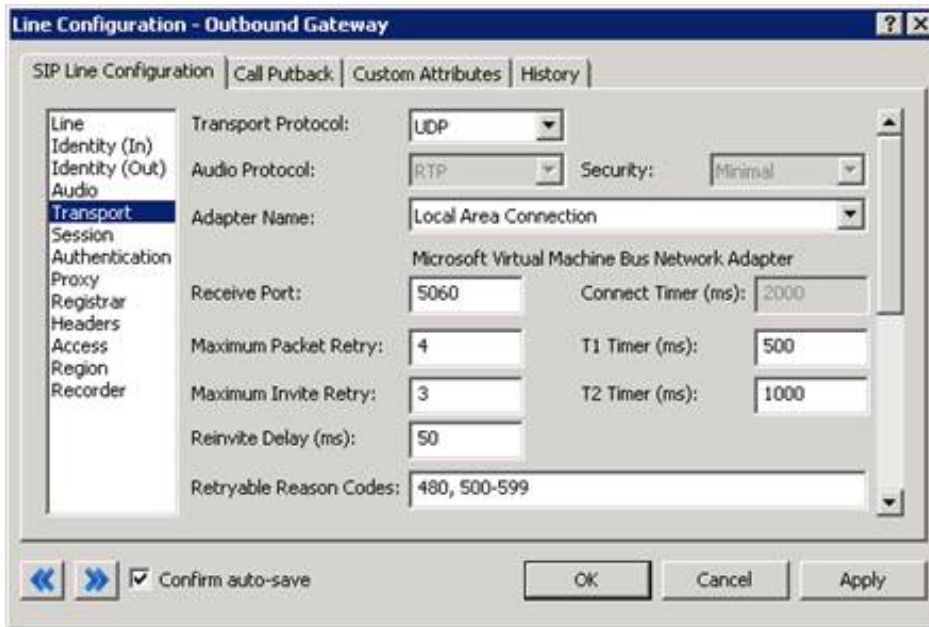 Line Configuration - Outbound Gateway
SIP Line Configuration
Call Putback
Custom Attributes
History
Line
Identity (In)
Identity (Out)
Audio
Transport
Session
Authentication
Proxy
Registrar
Headers
Access
Region
Recorder
Transport Protocol: UDP
Audio Protocol: RTP Security: Minimal
Adapter Name: Local Area Connection
Microsoft Virtual Machine Bus Network Adapter
Receive Port: 5060 Connect Timer (ms): 2000
Maximum Packet Retry: 4 T1 Timer (ms): 500
Maximum Invite Retry: 3 T2 Timer (ms): 1000
Reinvite Delay (ms): 50
Retryable Reason Codes: 480, 500-599
Confirm auto-save
OK
Cancel
Apply